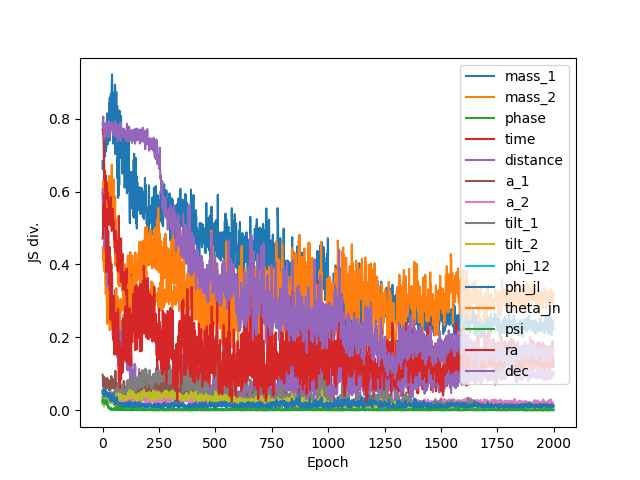 JS div.
0.8
0.6
0.4
0.2
0.0
0
250
500
750
1000
1250
1500
1750
2000
Epoch
mass_1
mass_2
phase
time
distance
a_1
a_2
tilt_1
tilt_2
phi_12
phi_jl
theta_jn
psi
ra
dec